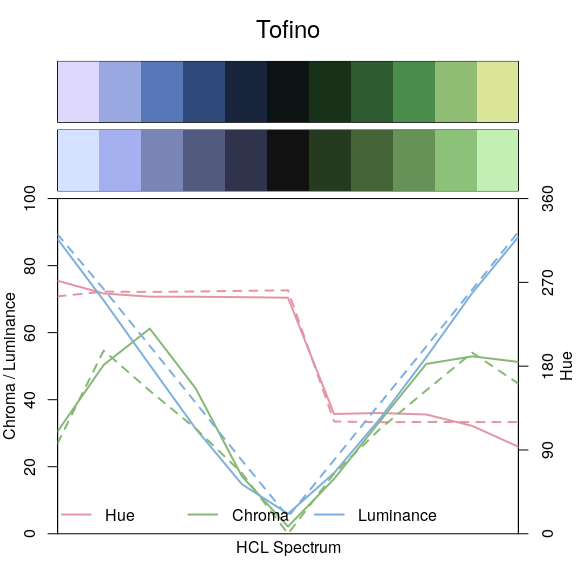 Tofino
100
80
60
40
20
0
Chroma / Luminance
360
270
180
90
0
Hue
Hue
Chroma
Luminance
HCL Spectrum